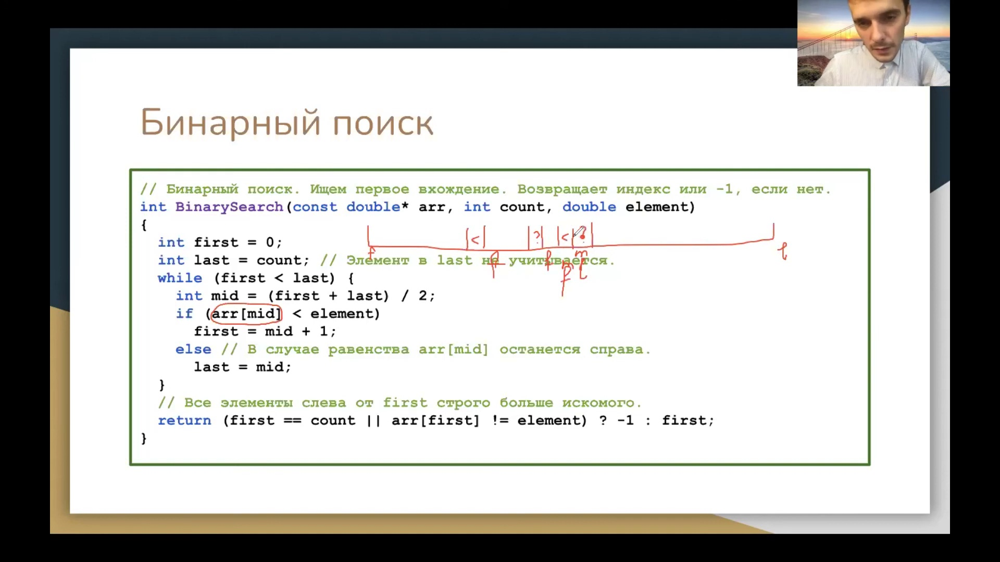 Бинарный поиск
// Бинарный поиск. Ищем первое вхождение. Возвращает индекс или -1, если нет.
int BinarySearch(const double* arr, int count, double element)
{
int first = 0;
|<| |?| |<| |
int last = count; // Элемент в last не учитывается.
f f f m l
m
f l
while (first < last) {
int mid = (first + last) / 2;
if (arr[mid] < element)
first = mid + 1;
else // В случае равенства arr[mid] останется справа.
last = mid;
}
// Все элементы слева от first строго больше искомого.
return (first == count || arr[first] != element) ? -1 : first;
}